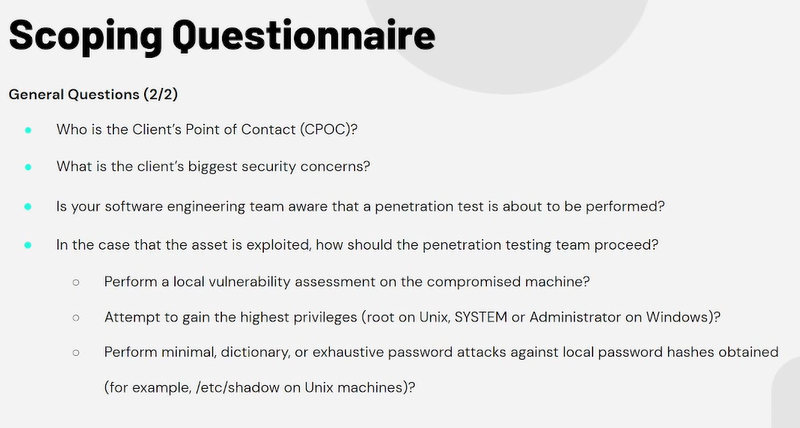 Scoping Questionnaire
General Questions (2/2)
● Who is the Client's Point of Contact (CPOC)?
● What is the client's biggest security concerns?
● Is your software engineering team aware that a penetration test is about to be performed?
● In the case that the asset is exploited, how should the penetration testing team proceed?
○ Perform a local vulnerability assessment on the compromised machine?
○ Attempt to gain the highest privileges (root on Unix, SYSTEM or Administrator on Windows)?
○ Perform minimal, dictionary, or exhaustive password attacks against local password hashes obtained
(for example, /etc/shadow on Unix machines)?